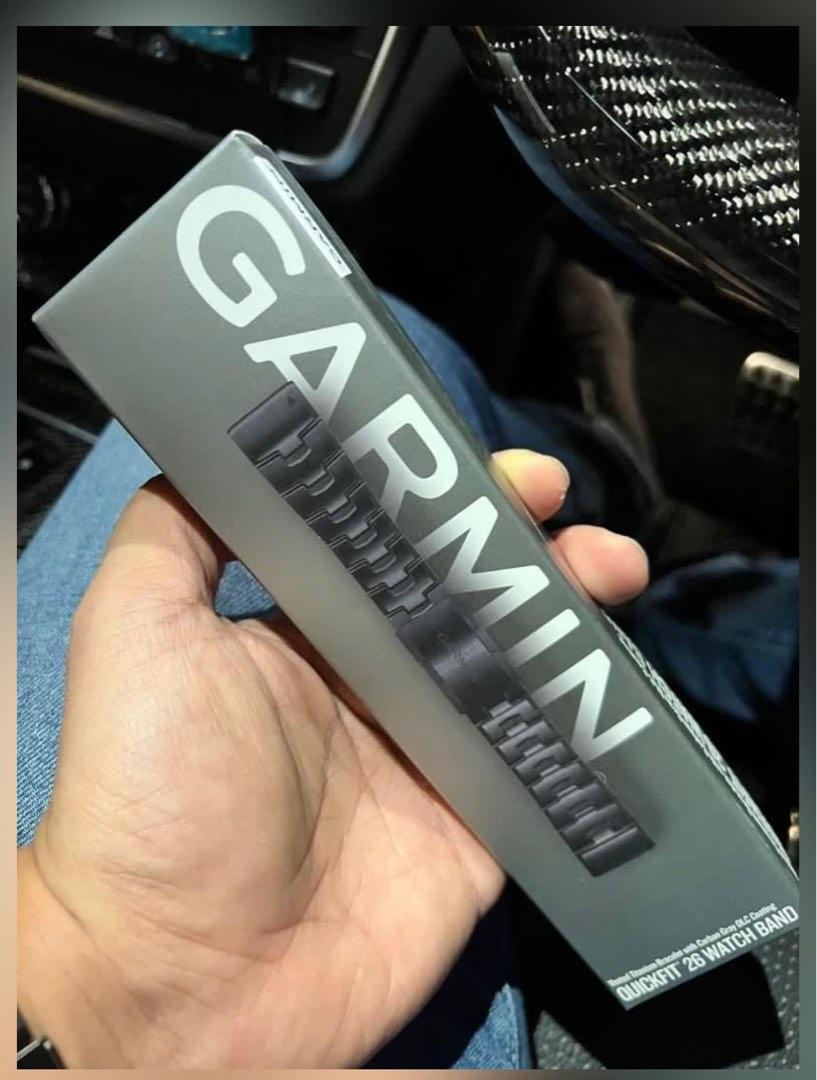 GARMIN
Vented Titanium Bracelet with Carbon Gray DLC Coating
QUICKFIT® 26 WATCH BAND